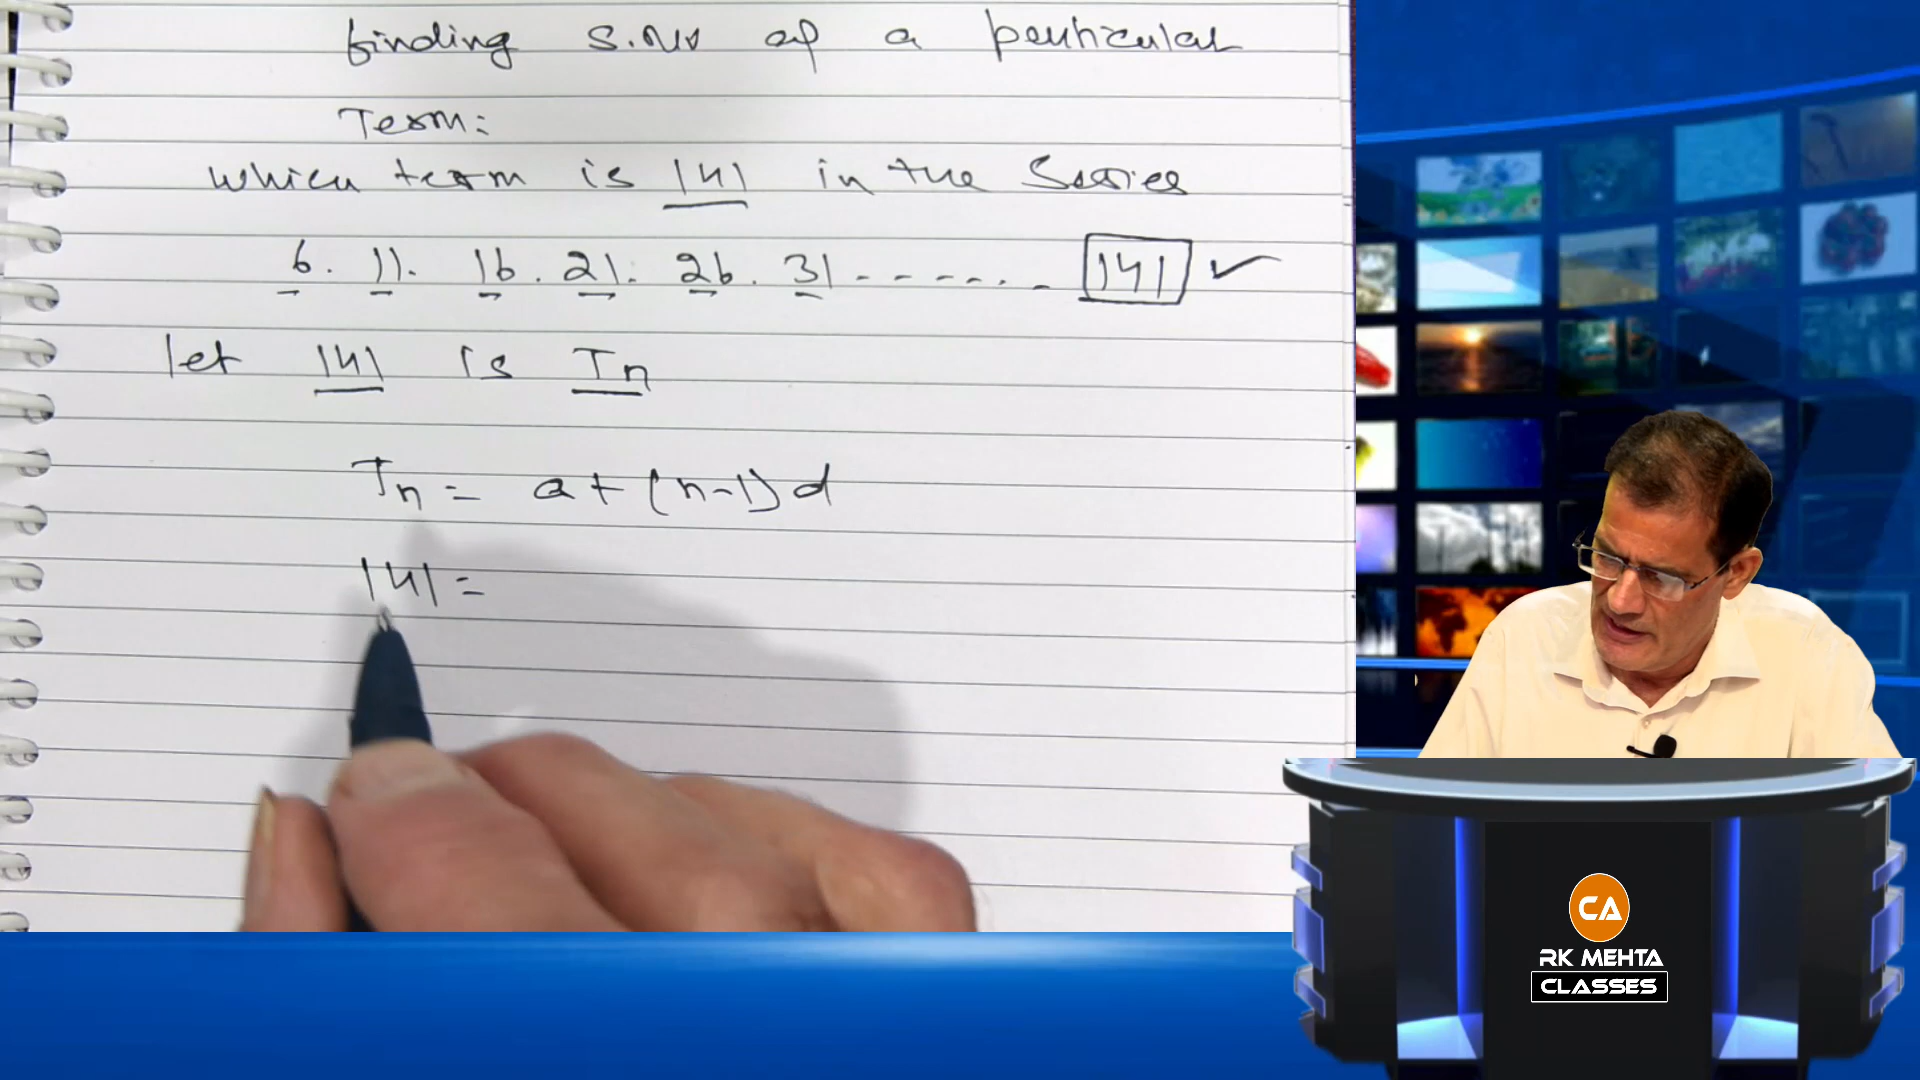 finding S.No of a perticular
Term:
which term is 141 in the Series
6. 11. 16. 21. 26. 31 ------- 141 ✓
let 141 is Tn
Tn = a + (n-1) d
141 =
CA
RK MEHTA
CLASSES